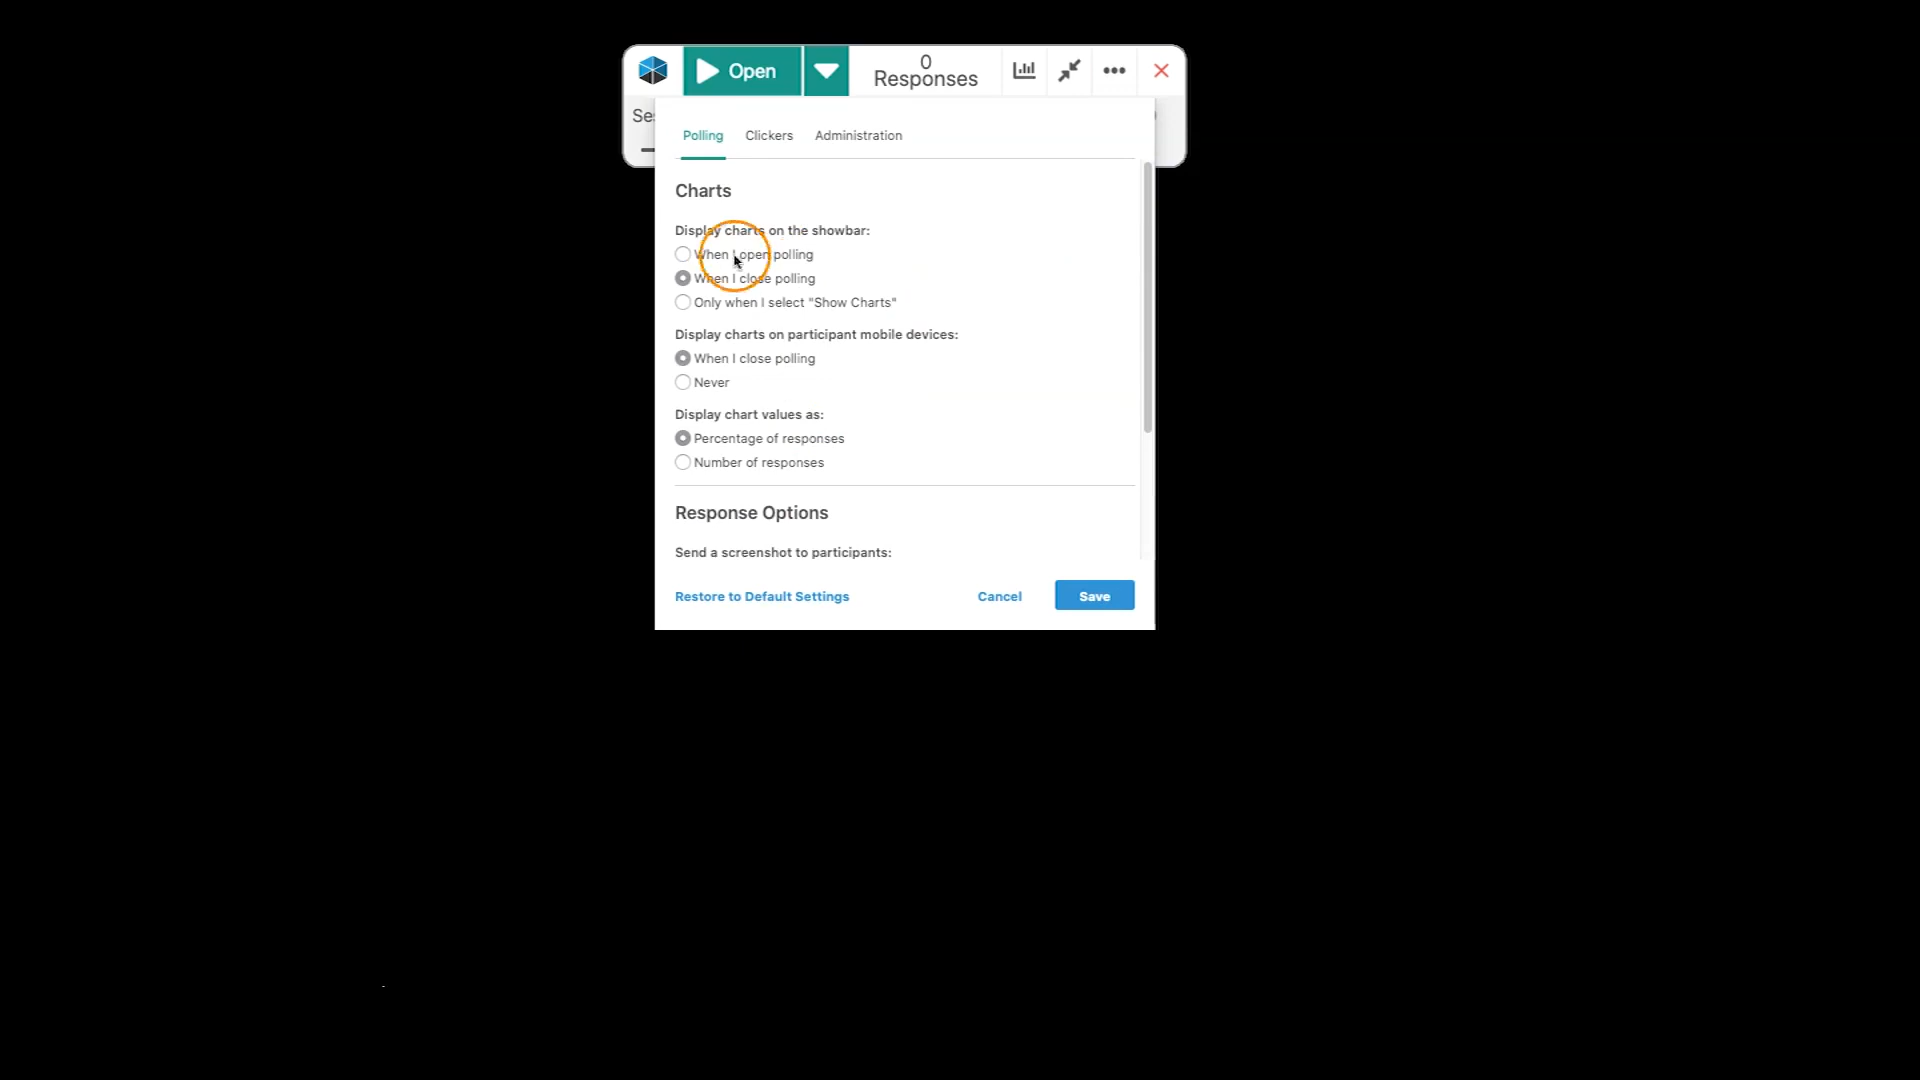 Open
0
Responses
Se
Polling Clickers Administration
Charts
Display charts on the showbar:
When I open polling
When I close polling
Only when I select "Show Charts"
Display charts on participant mobile devices:
When I close polling
Never
Display chart values as:
Percentage of responses
Number of responses
Response Options
Send a screenshot to participants:
Restore to Default Settings Cancel Save